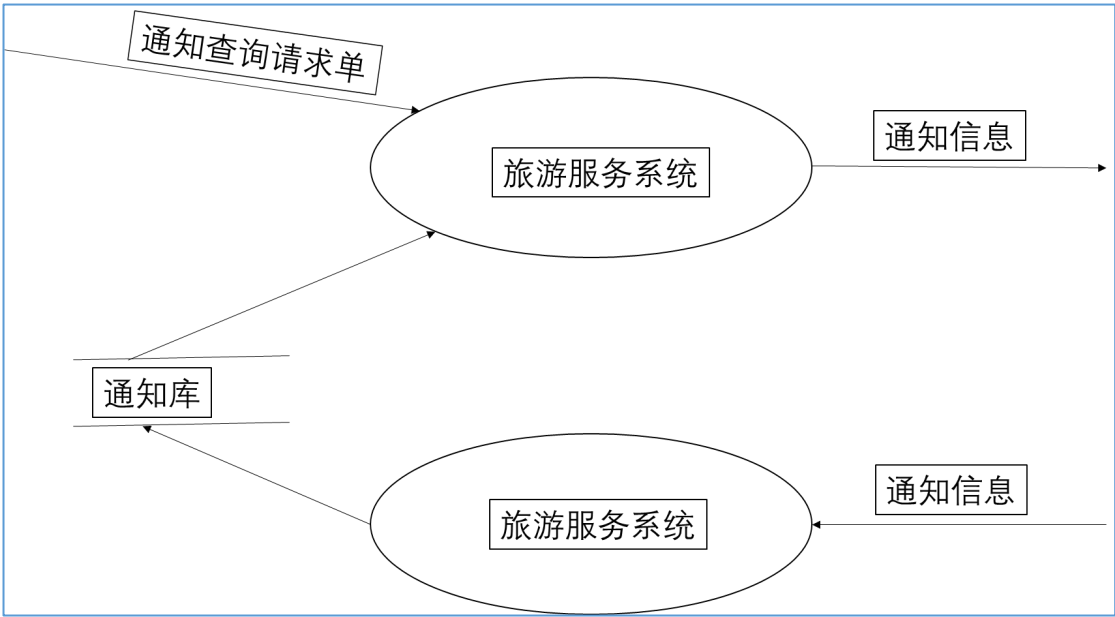 通知查询请求单
旅游服务系统
通知信息
通知库
旅游服务系统
通知信息